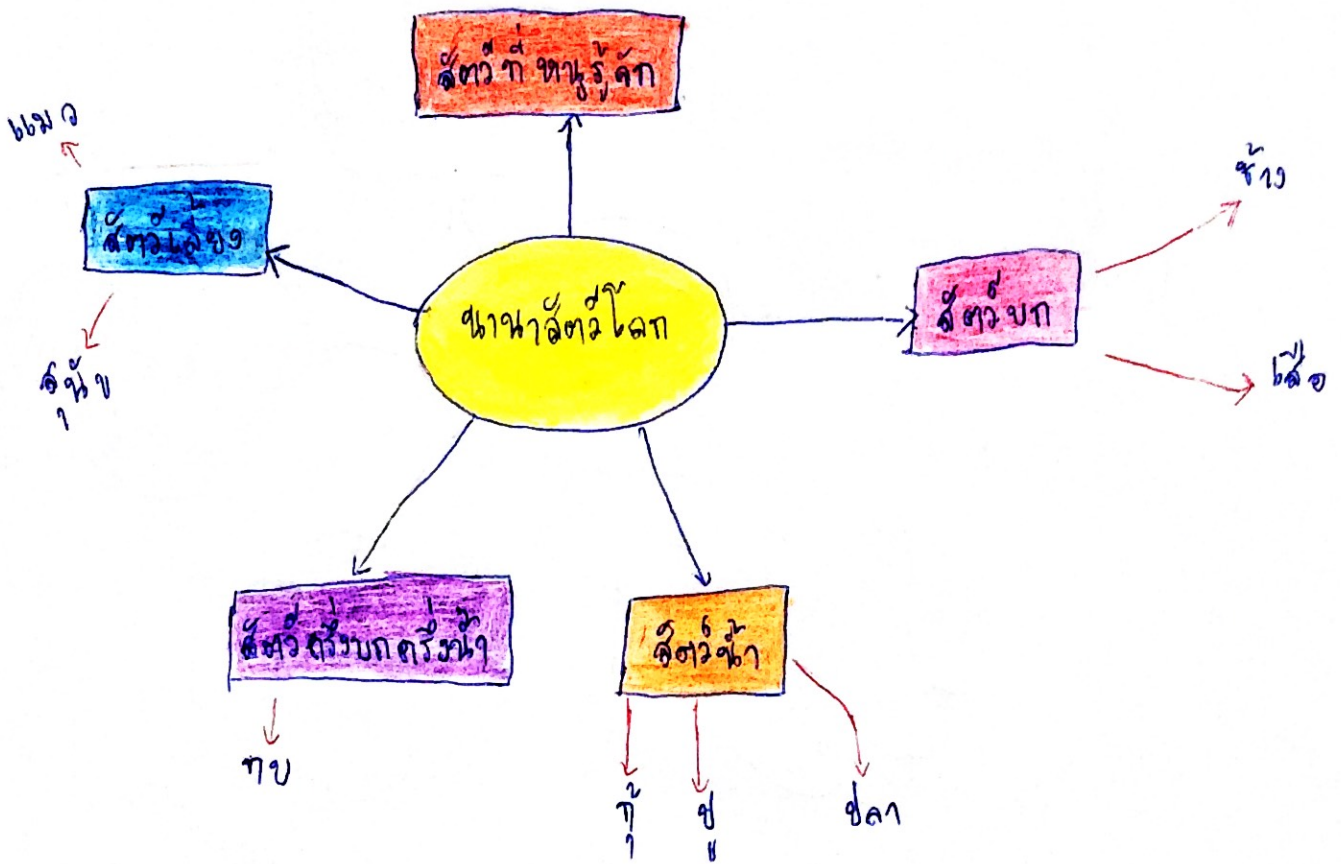 สัตว์ที่หนูรู้จัก
แมว
ช้าง
สัตว์เลี้ยง
นานาสัตว์โลก
สัตว์บก
สุนัข
เสือ
สัตว์ครึ่งบกครึ่งน้ำ
สัตว์น้ำ
กบ
กุ้
ปู
ปลา